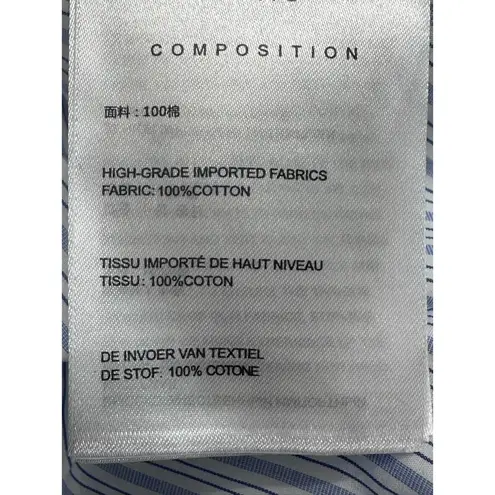 COMPOSITION
面料：100棉
HIGH-GRADE IMPORTED FABRICS
FABRIC: 100%COTTON
TISSU IMPORTÉ DE HAUT NIVEAU
TISSU: 100%COTON
DE INVOER VAN TEXTIEL
DE STOF: 100% COTONE